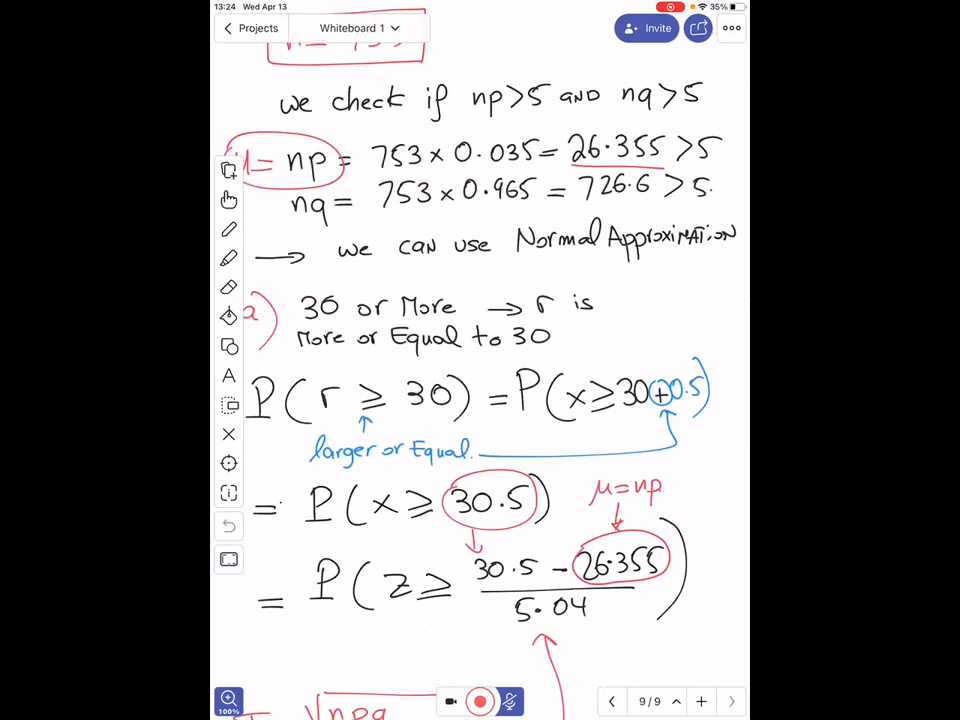 13:24 Wed Apr 13
35%
Projects
Whiteboard 1
Invite
we check if np>5 AND nq>5
μ= np = 753 × 0.035= 26.355 >5
nq = 753 × 0.965 = 726.6 >5.
→ we can use Normal Approximation
a) 30 or More → r is
More or Equal to 30
P( r ≥ 30) = P( x ≥ 30+0.5)
larger or Equal.
= P( x ≥ 30.5)
μ=np
= P( z ≥ 30.5 - 26.355
5.04 )
√npq
A
100%
9/9